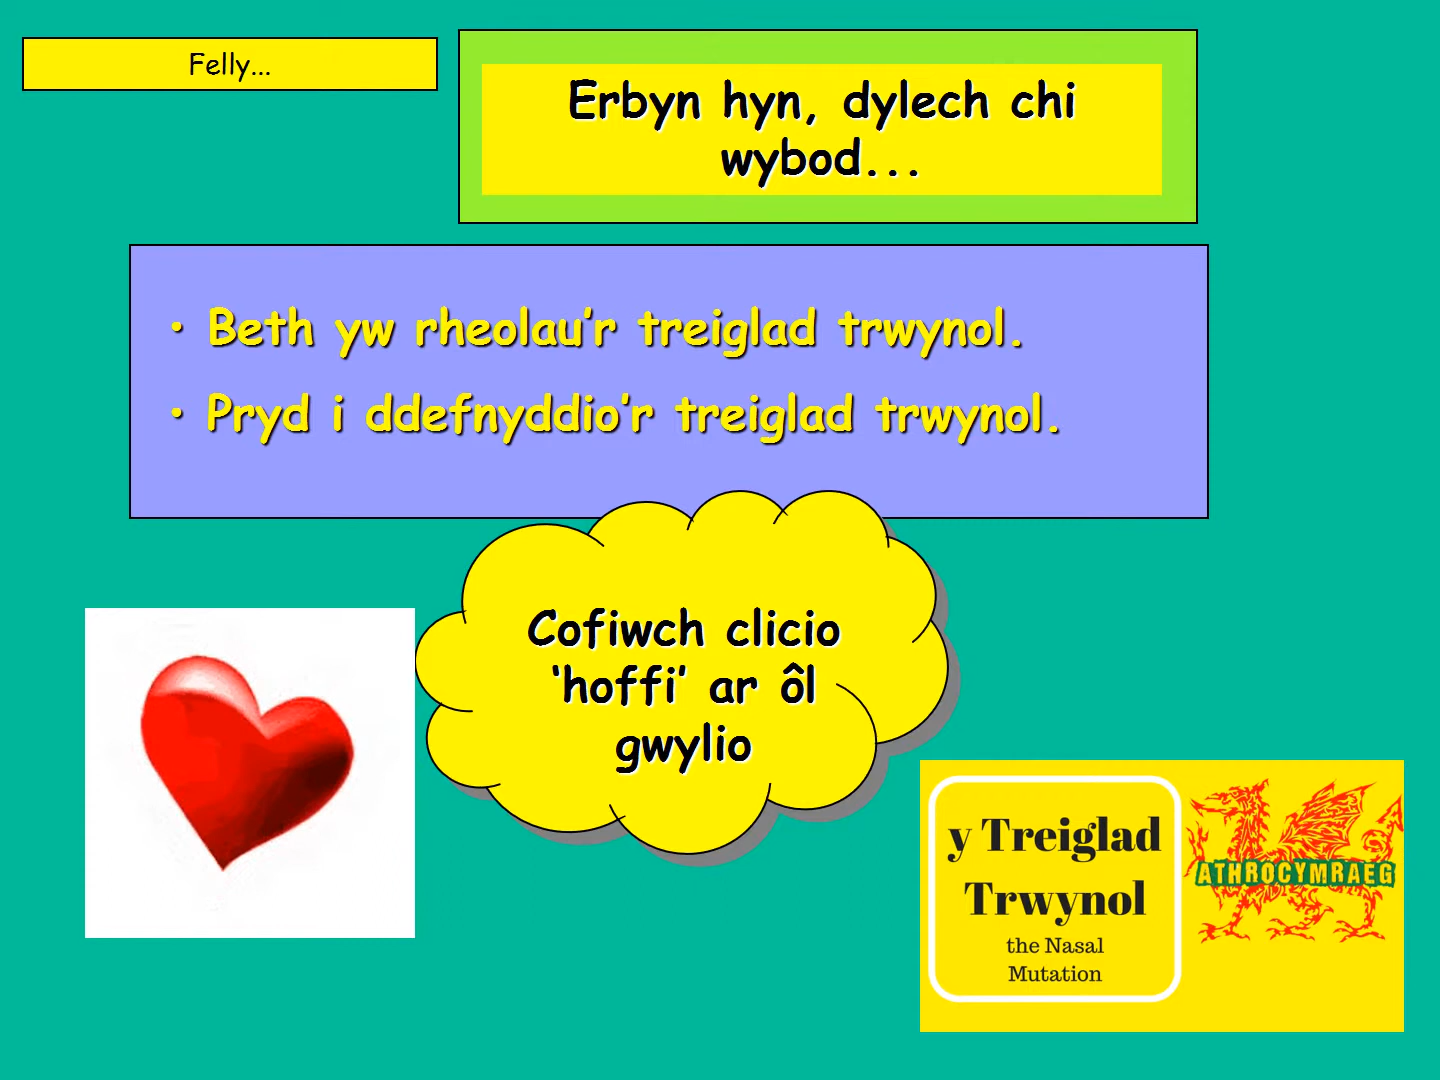 Felly...
Erbyn hyn, dylech chi
wybod...
• Beth yw rheolau’r treiglad trwynol.
• Pryd i ddefnyddio’r treiglad trwynol.
Cofiwch clicio
‘hoffi’ ar ôl
gwylio
y Treiglad
Trwynol
the Nasal
Mutation
ATHROCYMRAEG